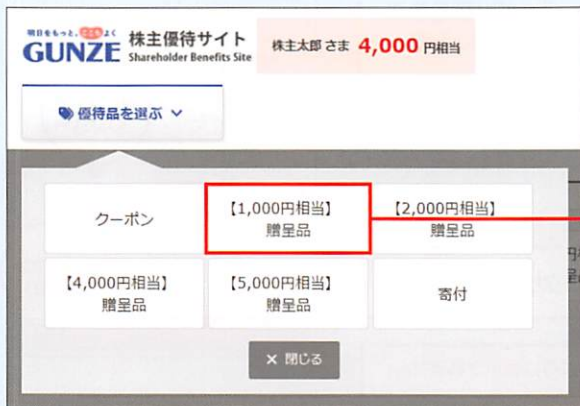 明日をもっと、ここちよく
GUNZE 株主優待サイト
Shareholder Benefits Site
株主太郎 さま 4,000 円相当
優待品を選ぶ
クーポン
【1,000円相当】
贈呈品
【2,000円相当】
贈呈品
【4,000円相当】
贈呈品
【5,000円相当】
贈呈品
寄付
× 閉じる